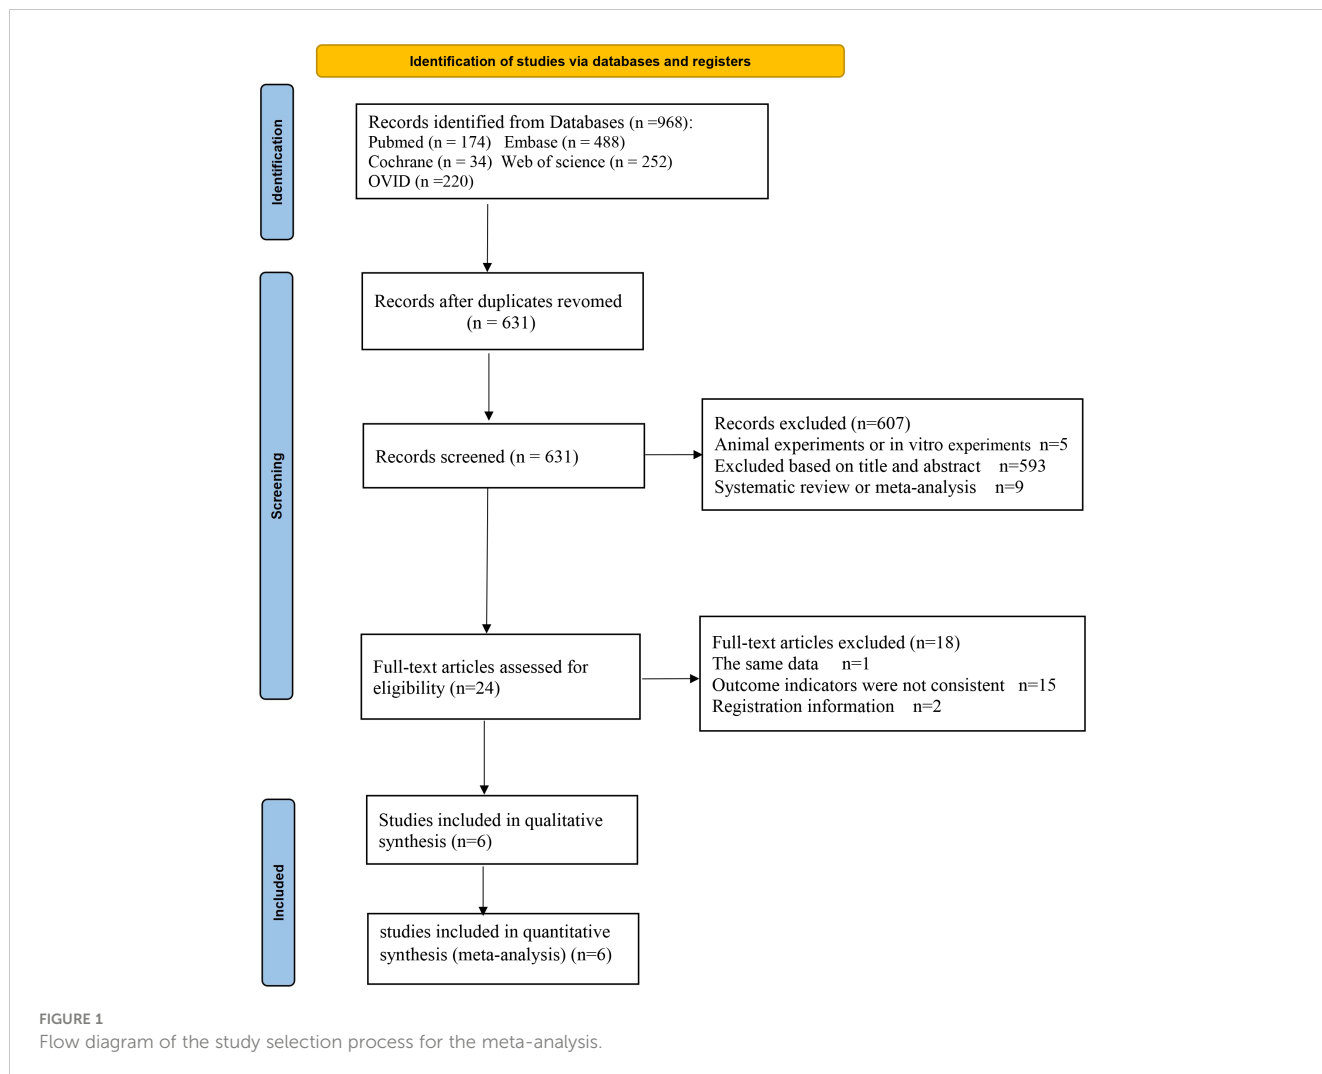 Identification of studies via databases and registers
Identification
Records identified from Databases (n =968):
Pubmed (n = 174) Embase (n = 488)
Cochrane (n = 34) Web of science (n = 252)
OVID (n =220)
Screening
Records after duplicates revomed
(n = 631)
Records screened (n = 631)
Records excluded (n=607)
Animal experiments or in vitro experiments n=5
Excluded based on title and abstract n=593
Systematic review or meta-analysis n=9
Full-text articles assessed for
eligibility (n=24)
Full-text articles excluded (n=18)
The same data n=1
Outcome indicators were not consistent n=15
Registration information n=2
Included
Studies included in qualitative
synthesis (n=6)
studies included in quantitative
synthesis (meta-analysis) (n=6)
FIGURE 1
Flow diagram of the study selection process for the meta-analysis.